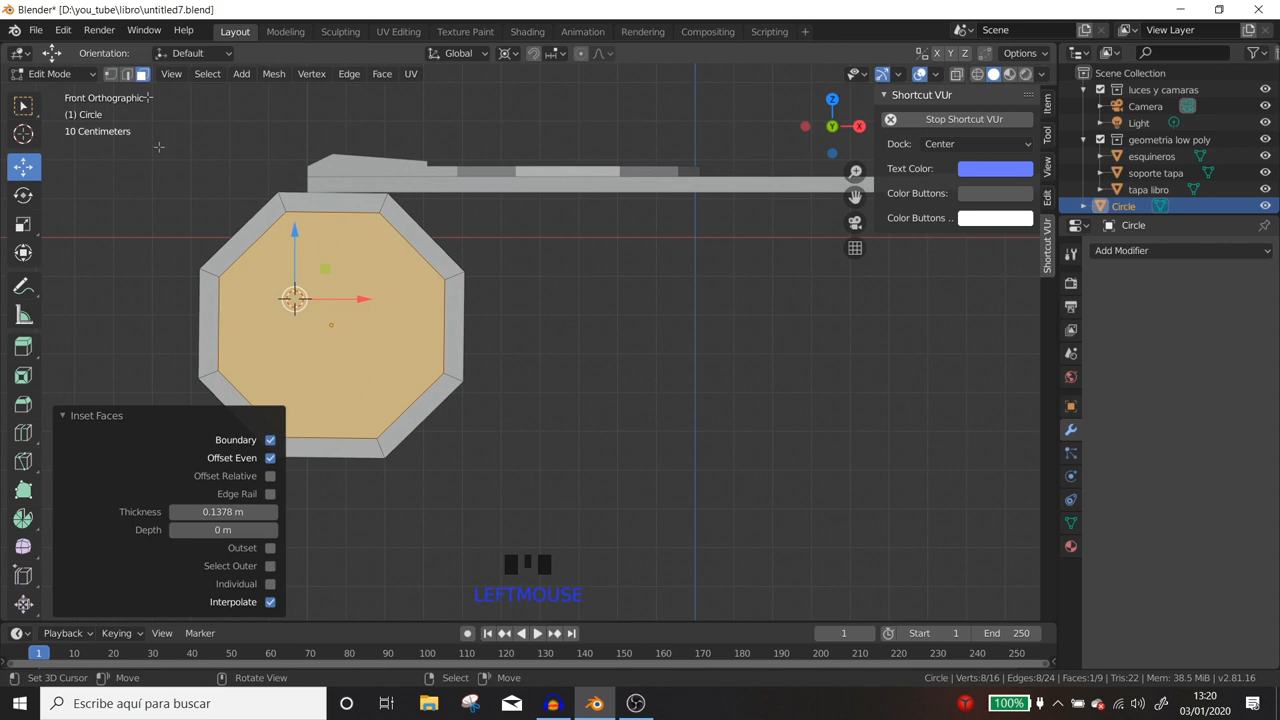 Blender* [D:\you_tube\libro\untitled7.blend]
File Edit Render Window Help Layout Modeling Sculpting UV Editing Texture Paint Shading Animation Rendering Compositing Scripting + Scene View Layer
Orientation: Default Global X Y Z Options
Edit Mode View Select Add Mesh Vertex Edge Face UV
Front Orthographic
(1) Circle
10 Centimeters
Z X Y
Shortcut VUr
Stop Shortcut VUr
Dock: Center
Text Color:
Color Buttons:
Color Buttons ..
Item
Tool
View
Edit
Shortcut VUr
Scene Collection
luces y camaras
Camera
Light
geometria low poly
esquineros
soporte tapa
tapa libro
Circle
Circle
Add Modifier
Inset Faces
Boundary
Offset Even
Offset Relative
Edge Rail
Thickness 0.1378 m
Depth 0 m
Outset
Select Outer
Individual
Interpolate
LEFTMOUSE
Playback Keying View Marker 1 Start 1 End 250
1 10 20 30 40 50 60 70 80 90 100 110 120 130 140 150 160 170 180 190 200 210 220 230 240 250
Set 3D Cursor Move Rotate View Select Move Circle | Verts:8/16 | Edges:8/24 | Faces:1/9 | Tris:22 | Mem: 38.5 MiB | v2.81.16
Escribe aquí para buscar 100% 13:20
03/01/2020